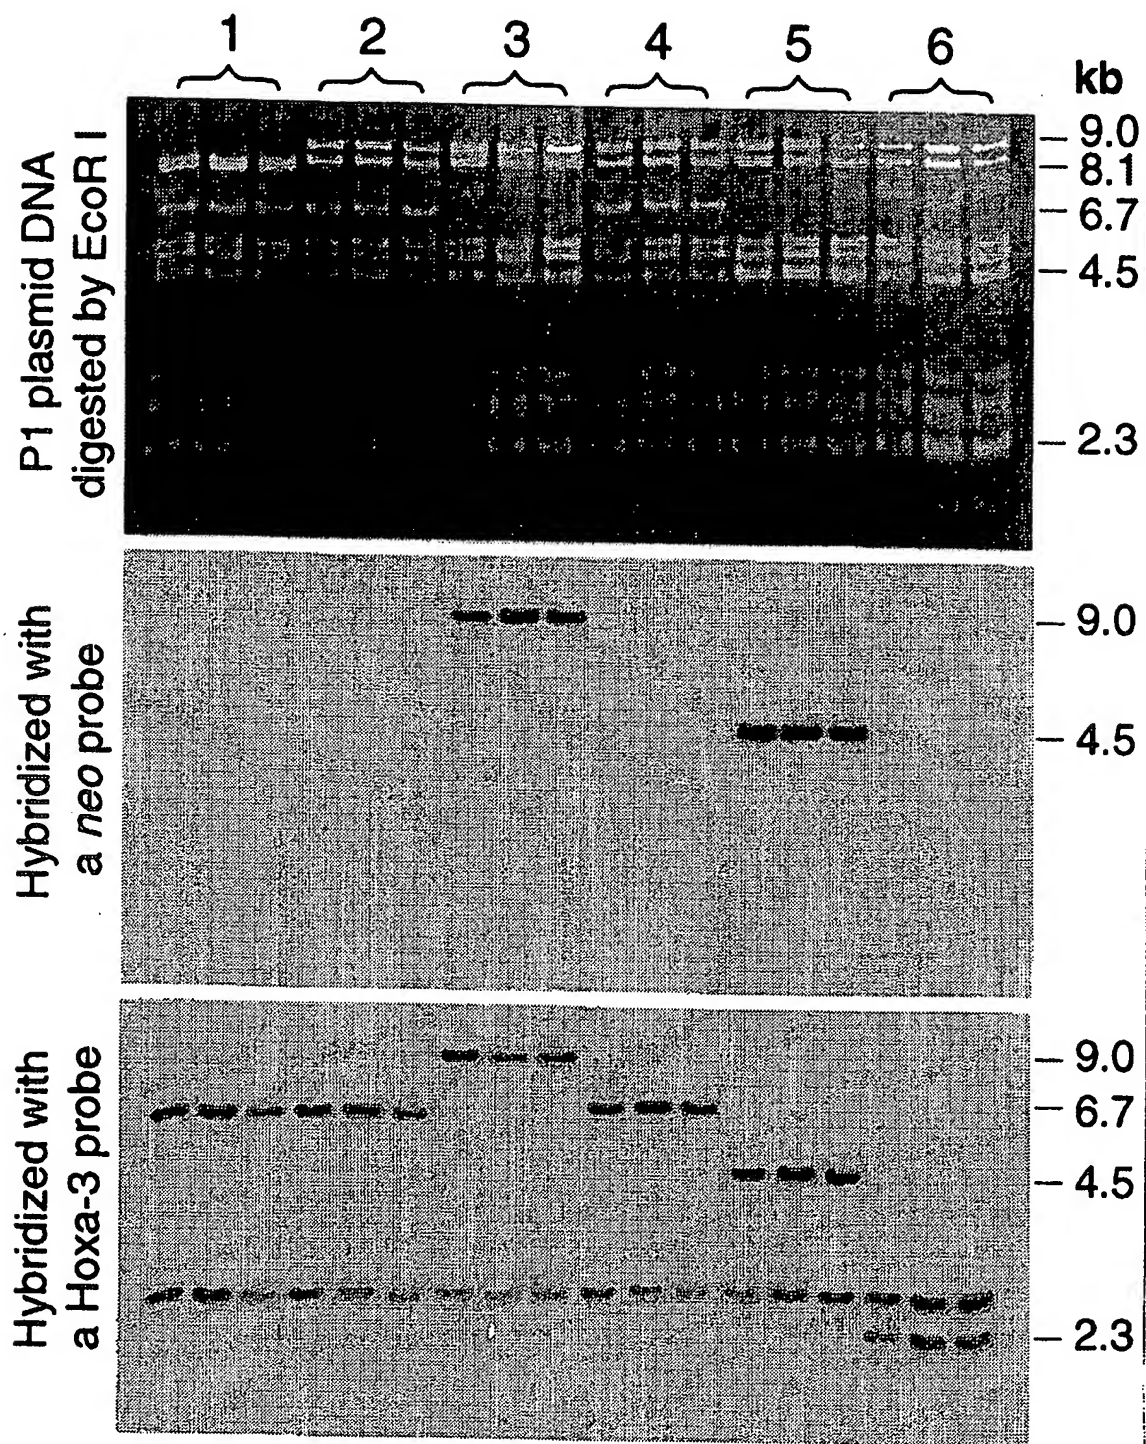 1 2 3 4 5 6
kb
P1 plasmid DNA
digested by EcoR I
9.0
8.1
6.7
4.5
2.3
Hybridized with
a neo probe
9.0
4.5
Hybridized with
a Hoxa-3 probe
9.0
6.7
4.5
2.3